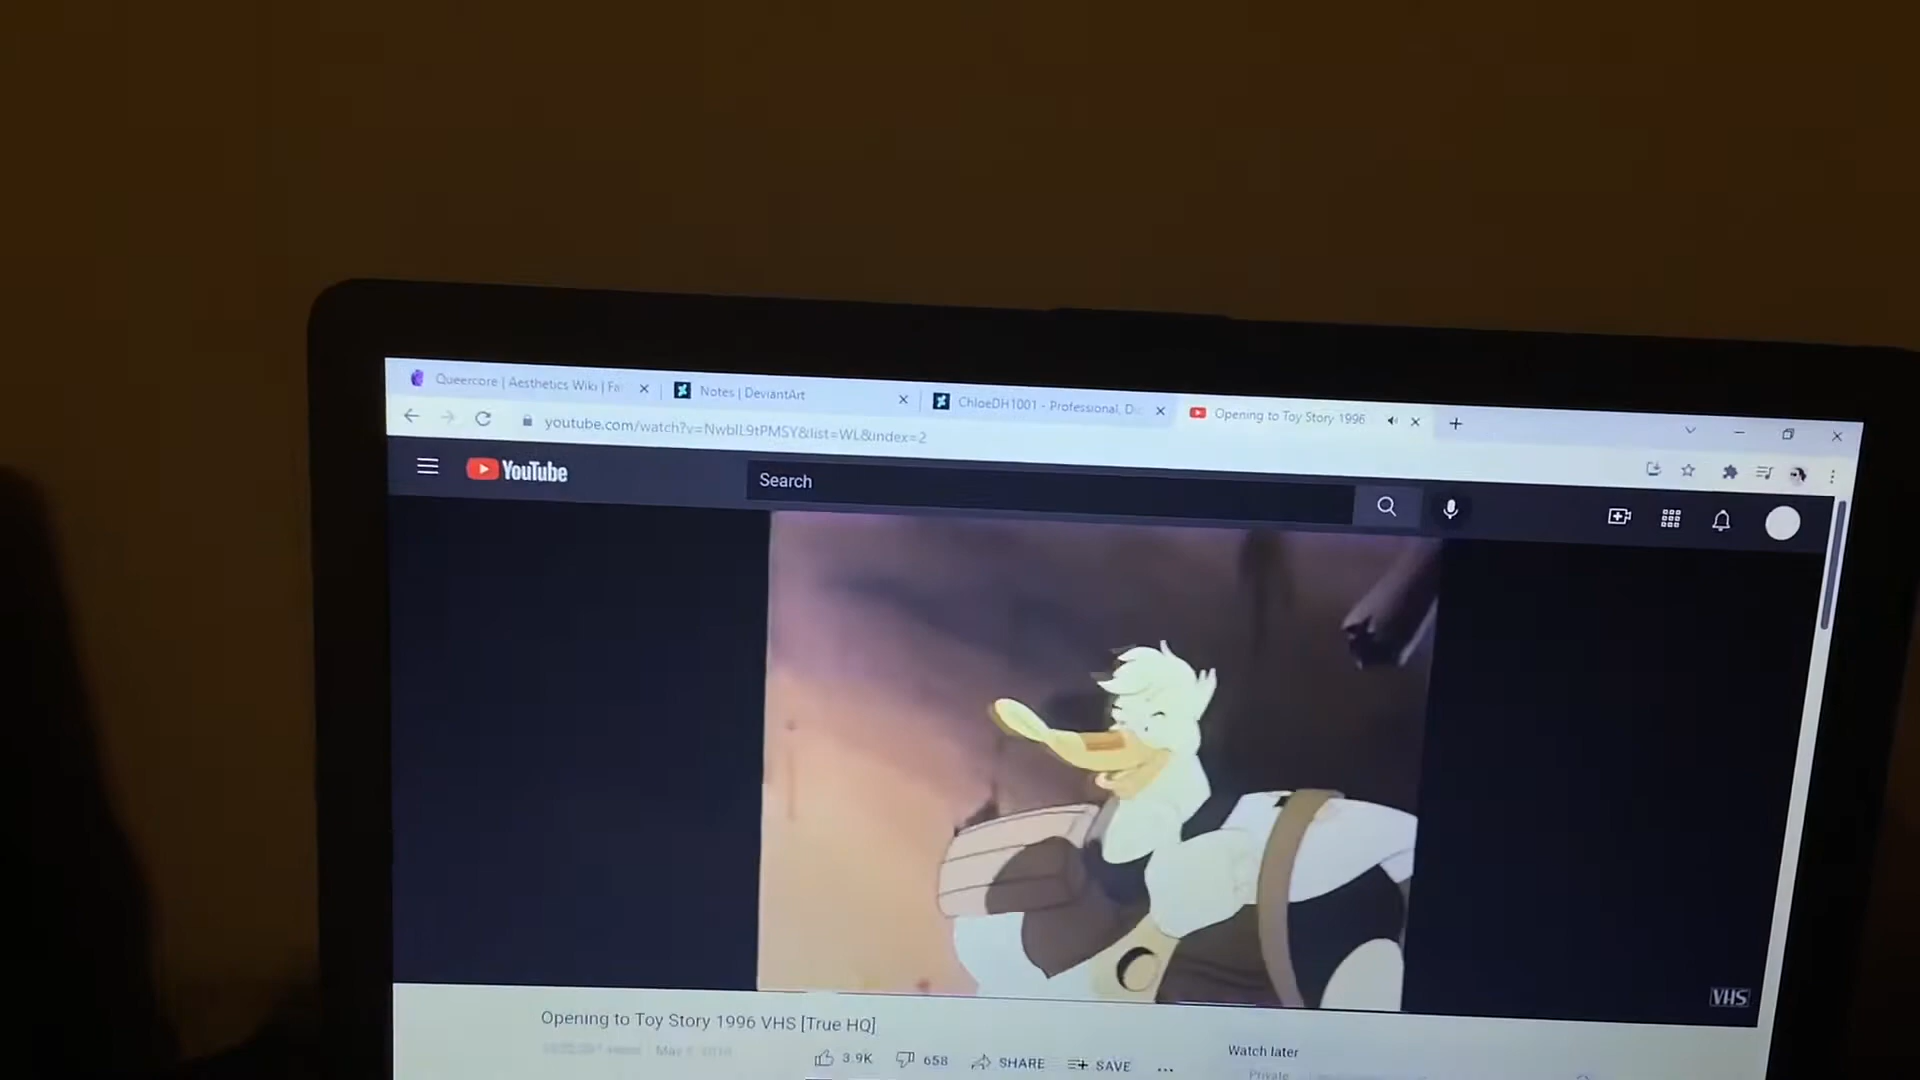 Queercore | Aesthetics Wiki | Fa
Notes | DeviantArt
ChloeDH1001 - Professional, D
Opening to Toy Story 1996
youtube.com/watch?v=NwblL9tPMSY&list=WL&index=2
YouTube
Search
VHS
Opening to Toy Story 1996 VHS [True HQ]
3.9K
658
SHARE
SAVE
Watch later
Private